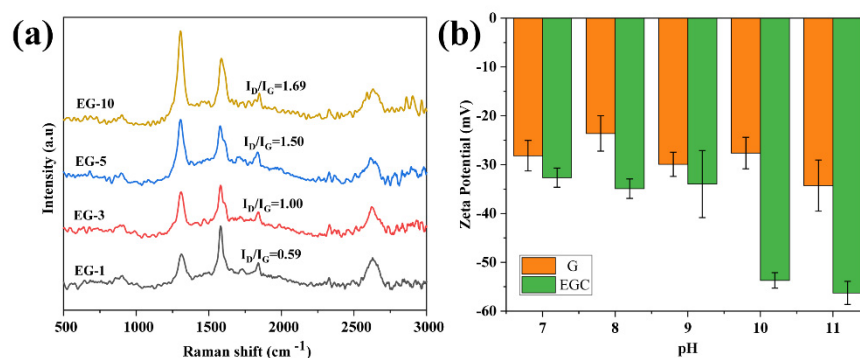 (a)
Intensity (a.u)
EG-10
I_D/I_G=1.69
EG-5
I_D/I_G=1.50
EG-3
I_D/I_G=1.00
EG-1
I_D/I_G=0.59
500 1000 1500 2000 2500 3000
Raman shift (cm⁻¹)
(b)
Zeta Potential (mV)
0
-10
-20
-30
-40
-50
-60
G
EGC
7 8 9 10 11
pH